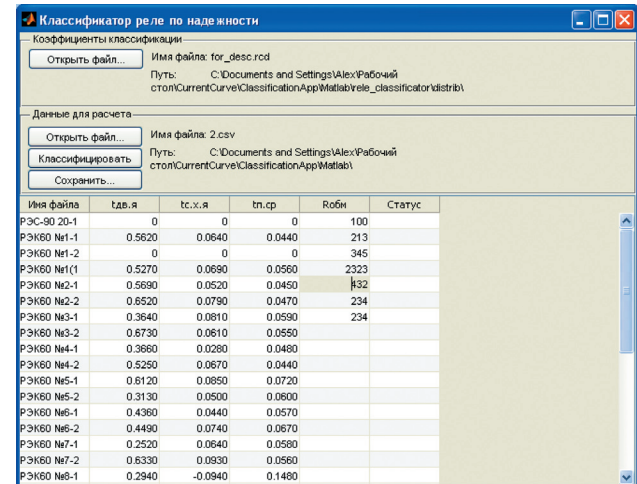 Классификатор реле по надежности
Коэффициенты классификации
Открыть файл...
Имя файла: for_desc.rcd
Путь: C:\Documents and Settings\Alex\Рабочий
стол\CurrentCurve\ClassificationApp\Matlab\rele_classificator\distrib\
Данные для расчета
Открыть файл...
Имя файла: 2.csv
Классифицировать
Путь: C:\Documents and Settings\Alex\Рабочий
стол\CurrentCurve\ClassificationApp\Matlab\
Сохранить...
Имя файла tдв.я tс.х.я tп.ср Rобм Статус
РЭС-90 20-1 0 0 0 100
РЭК60 №1-1 0.5620 0.0640 0.0440 213
РЭК60 №1-2 0 0 0 345
РЭК60 №1(1 0.5270 0.0690 0.0560 2323
РЭК60 №2-1 0.5690 0.0520 0.0450 432
РЭК60 №2-2 0.6520 0.0790 0.0470 234
РЭК60 №3-1 0.3640 0.0810 0.0590 234
РЭК60 №3-2 0.6730 0.0610 0.0550
РЭК60 №4-1 0.3660 0.0280 0.0480
РЭК60 №4-2 0.5250 0.0670 0.0440
РЭК60 №5-1 0.6120 0.0850 0.0720
РЭК60 №5-2 0.3130 0.0500 0.0600
РЭК60 №6-1 0.4360 0.0440 0.0570
РЭК60 №6-2 0.4490 0.0740 0.0670
РЭК60 №7-1 0.2520 0.0640 0.0580
РЭК60 №7-2 0.6330 0.0930 0.0560
РЭК60 №8-1 0.2940 -0.0940 0.1480